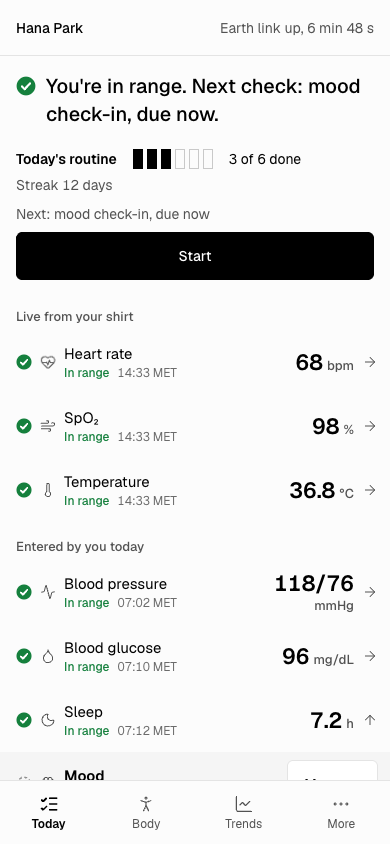 Hana Park
Earth link up, 6 min 48 s
You're in range. Next check: mood
check-in, due now.
Today's routine
3 of 6 done
Streak 12 days
Next: mood check-in, due now
Start
Live from your shirt
Heart rate
68 bpm
In range 14:33 MET
SpO₂
98 %
In range 14:33 MET
Temperature
36.8 °C
In range 14:33 MET
Entered by you today
Blood pressure
118/76
mmHg
In range 07:02 MET
Blood glucose
96 mg/dL
In range 07:10 MET
Sleep
7.2 h
In range 07:12 MET
Mood
Today
Body
Trends
More